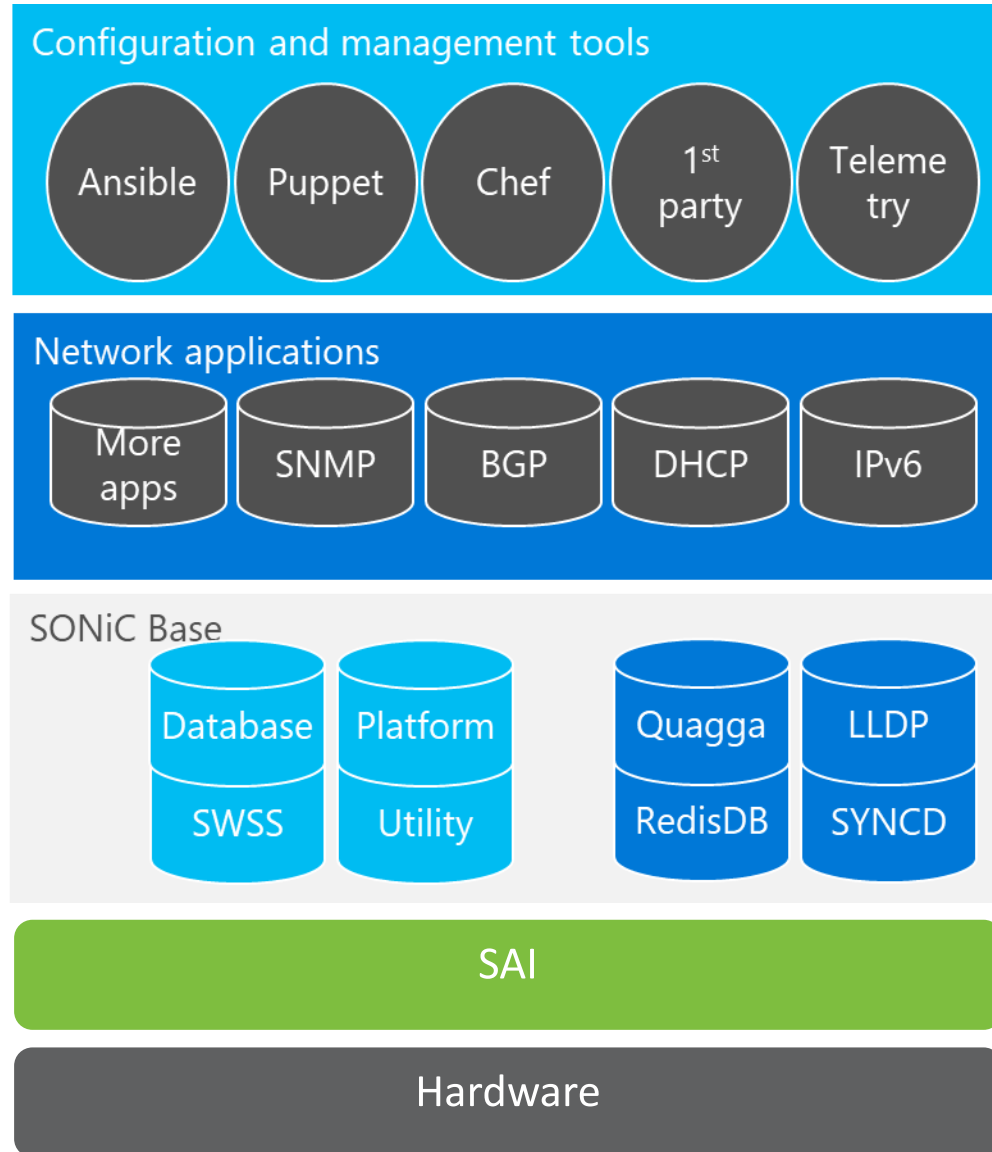 Configuration and management tools
Ansible
Puppet
Chef
1st
party
Teleme
try
Network applications
More
apps
SNMP
BGP
DHCP
IPv6
SONiC Base
Database
Platform
Quagga
LLDP
SWSS
Utility
RedisDB
SYNCD
SAI
Hardware